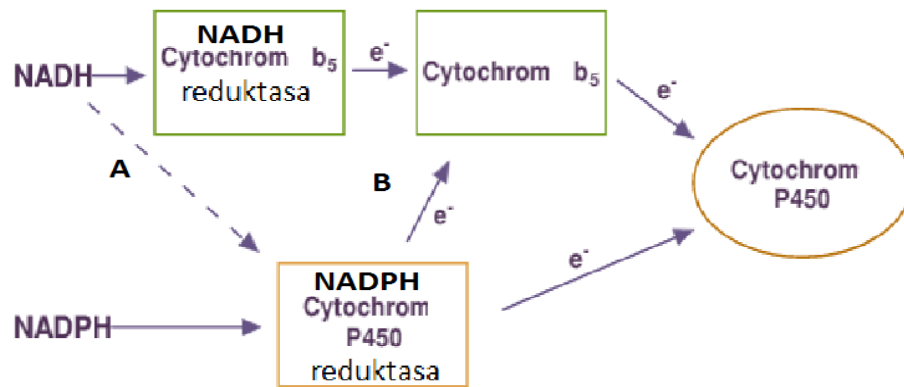 NADH
NADH
Cytochrom b5
reduktasa
e-
Cytochrom b5
e-
A
B
e-
Cytochrom
P450
NADPH
NADPH
Cytochrom
P450
reduktasa
e-